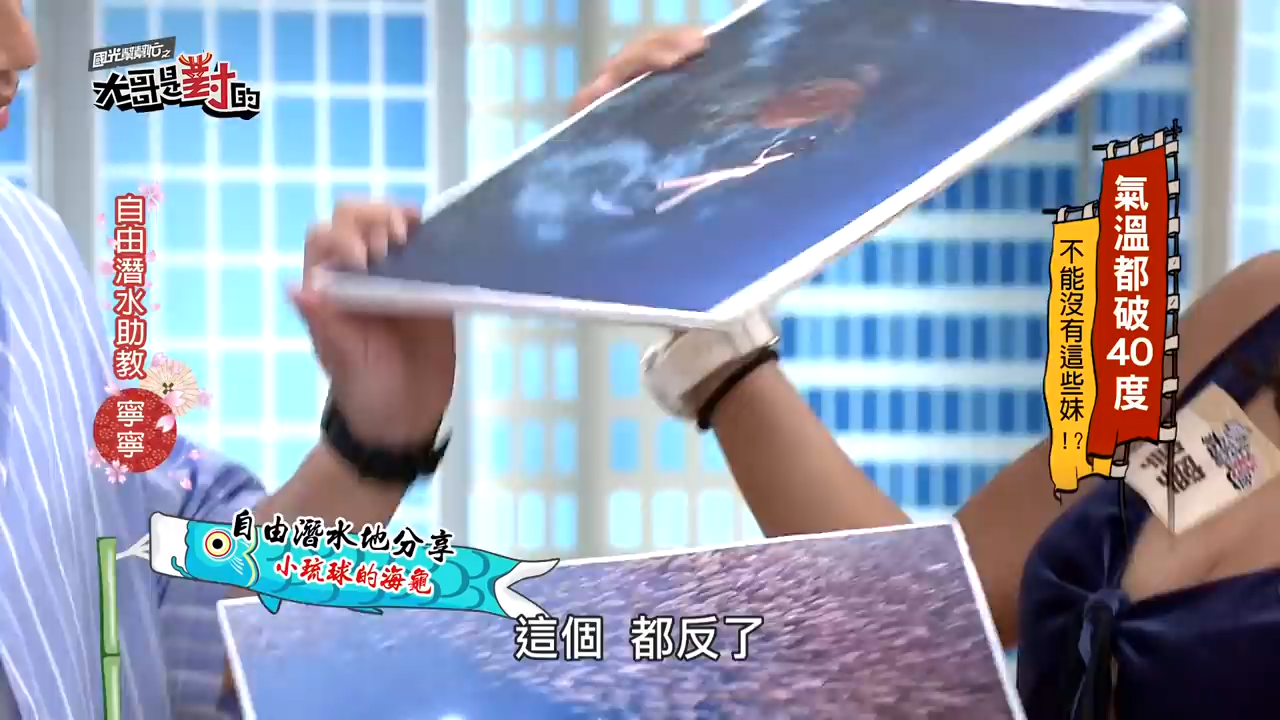 國光幫幫忙之
大哥是對的
自由潛水助教
寧寧
氣溫都破40度
不能沒有這些妹!?
自由潛水地分享
小琉球的海龜
這個 都反了